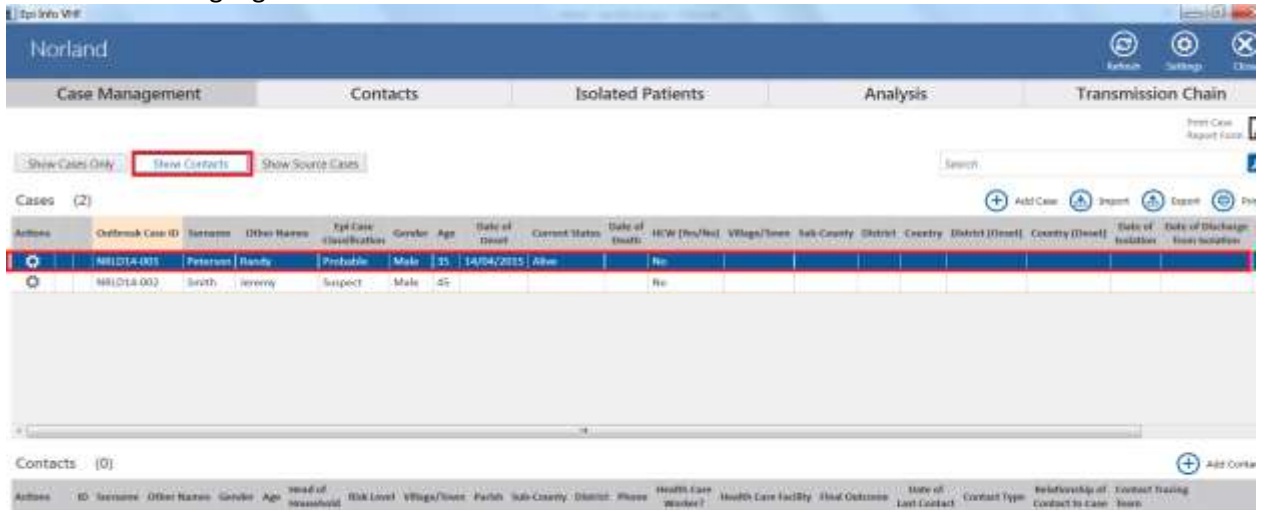 Epi Info VHF
Norland
Refresh Settings Close
Case Management Contacts Isolated Patients Analysis Transmission Chain
Print Case
Report Form
Show Cases Only Show Contacts Show Source Cases Search
Cases (2) Add Case Import Export
Actions Outbreak Case ID Surname Other Names Epi Case Classification Gender Age Date of Onset Current Status Date of Death HCW (Yes/No) Village/Town Sub-County District Country District (Onset) Country (Onset) Date of Isolation Date of Discharge from Isolation
NRLD14-001 Peterson Randy Probable Male 35 14/04/2015 Alive No
NRLD14-002 Smith Jeremy Suspect Male 45 No
Contacts (0) Add Conta
Actions ID Surname Other Names Gender Age Head of Household Risk Level Village/Town Parish Sub-County District Phone Health Care Worker? Health Care Facility Final Outcome Date of Last Contact Contact Type Relationship of Contact to Case Contact Tracing Team